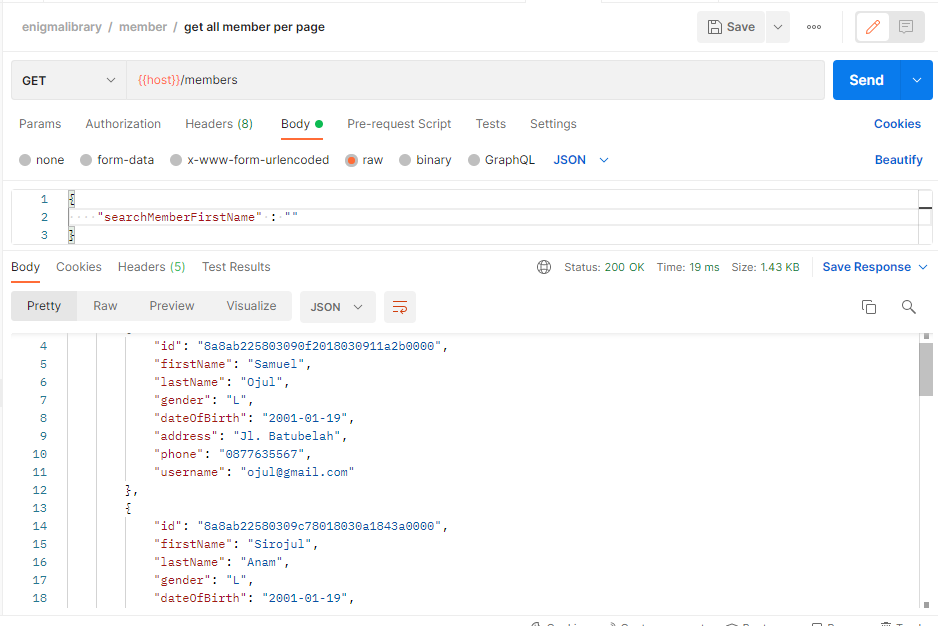 enigmalibrary / member / get all member per page
Save
GET {{host}}/members Send
Params Authorization Headers (8) Body Pre-request Script Tests Settings Cookies
none form-data x-www-form-urlencoded raw binary GraphQL JSON Beautify
1 {
2 "searchMemberFirstName" : ""
3 }
Body Cookies Headers (5) Test Results Status: 200 OK Time: 19 ms Size: 1.43 KB Save Response
Pretty Raw Preview Visualize JSON
4 "id": "8a8ab225803090f2018030911a2b0000",
5 "firstName": "Samuel",
6 "lastName": "Ojul",
7 "gender": "L",
8 "dateOfBirth": "2001-01-19",
9 "address": "Jl. Batubelah",
10 "phone": "0877635567",
11 "username": "ojul@gmail.com"
12 },
13 {
14 "id": "8a8ab22580309c78018030a1843a0000",
15 "firstName": "Sirojul",
16 "lastName": "Anam",
17 "gender": "L",
18 "dateOfBirth": "2001-01-19",